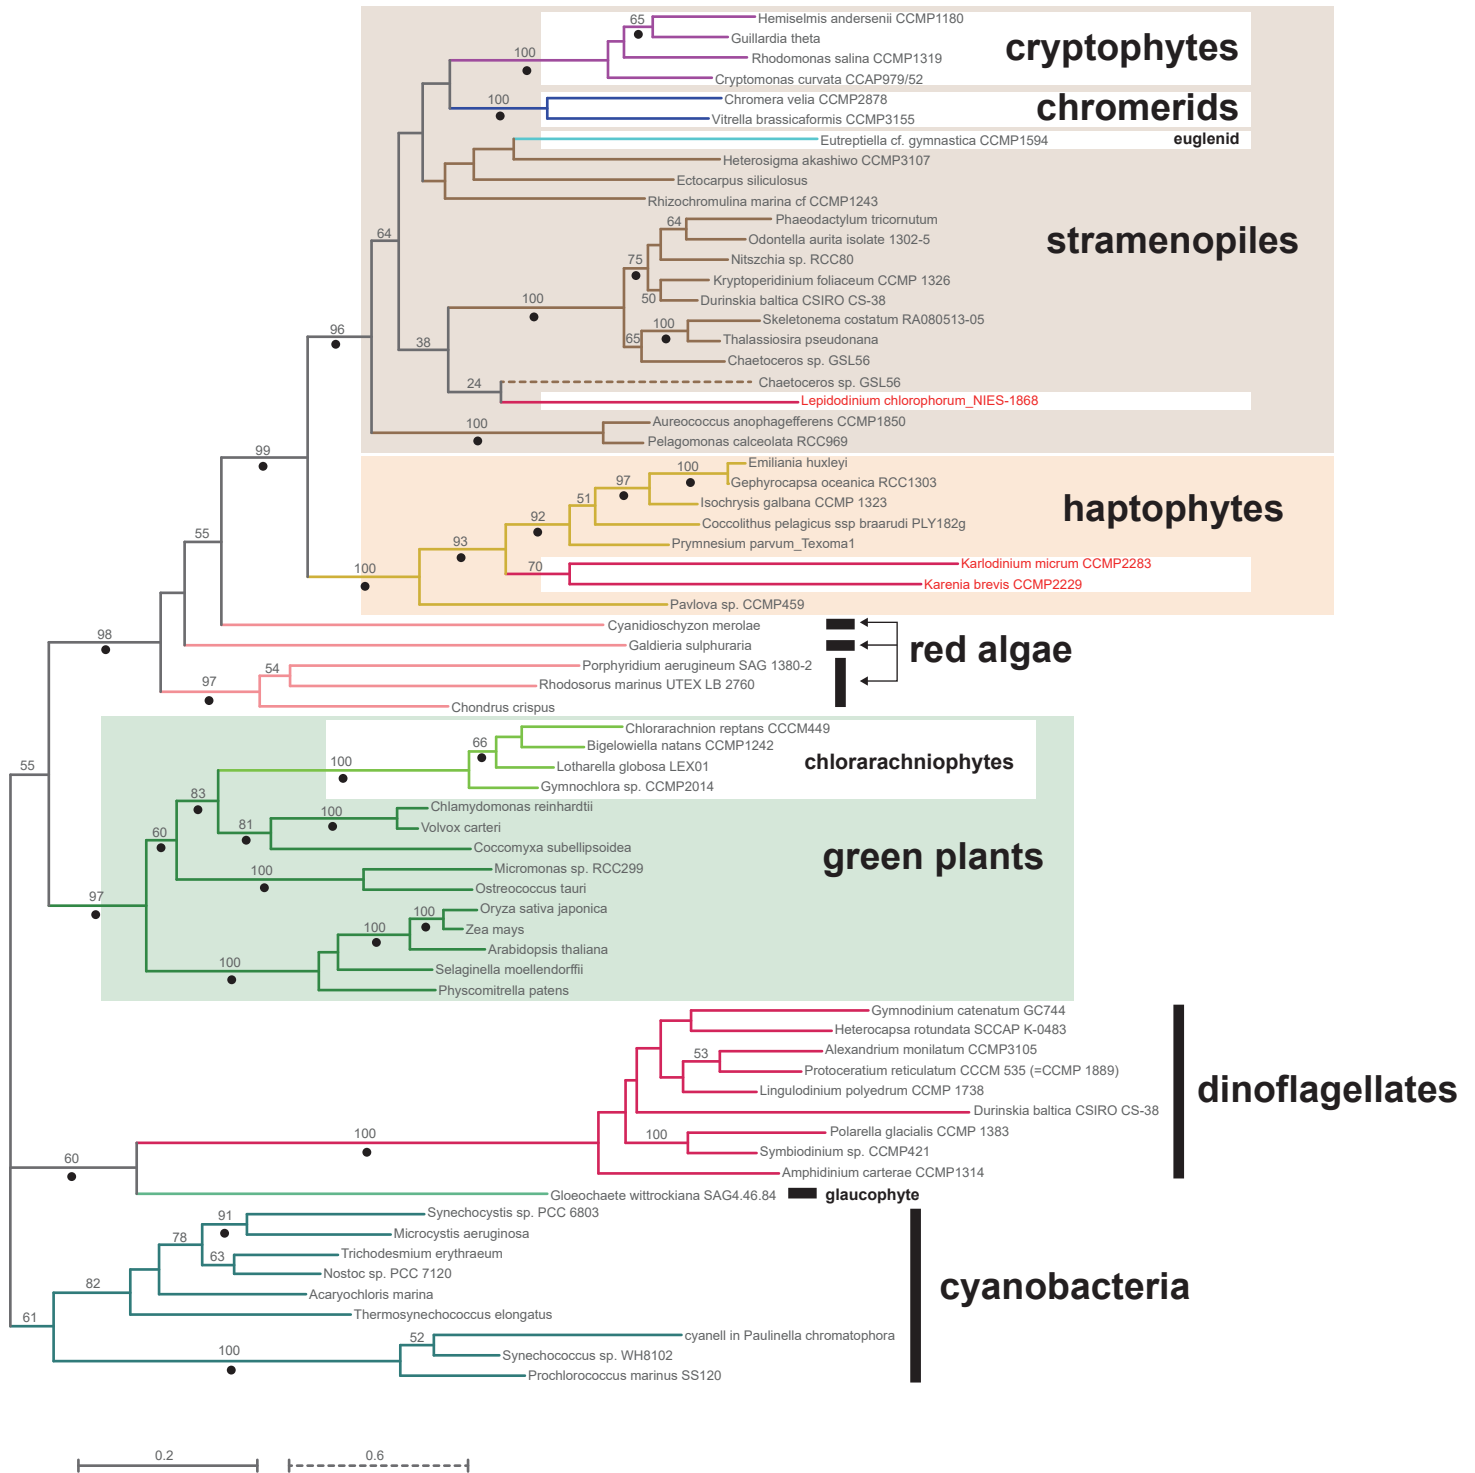 65
Hemiselmis andersenii CCMP1180
Guillardia theta
cryptophytes
100
Rhodomonas salina CCMP1319
Cryptomonas curvata CCAP979/52
100
Chromera velia CCMP2878
chromerids
Vitrella brassicaformis CCMP3155
Eutreptiella cf. gymnastica CCMP1594
euglenid
Heterosigma akashiwo CCMP3107
Ectocarpus siliculosus
Rhizochromulina marina cf CCMP1243
64
64
Phaeodactylum tricornutum
Odontella aurita isolate 1302-5
stramenopiles
75
Nitszchia sp. RCC80
Kryptoperidinium foliaceum CCMP 1326
100
50
Durinskia baltica CSIRO CS-38
100
Skeletonema costatum RA080513-05
96
38
65
Thalassiosira pseudonana
Chaetoceros sp. GSL56
24
Chaetoceros sp. GSL56
Lepidodinium chlorophorum_NIES-1868
100
Aureococcus anophagefferens CCMP1850
Pelagomonas calceolata RCC969
99
100
Emiliania huxleyi
97
Gephyrocapsa oceanica RCC1303
51
Isochrysis galbana CCMP 1323
haptophytes
92
Coccolithus pelagicus ssp braarudi PLY182g
55
93
Prymnesium parvum_Texoma1
100
70
Karlodinium micrum CCMP2283
Karenia brevis CCMP2229
Pavlova sp. CCMP459
Cyanidioschyzon merolae
98
Galdieria sulphuraria
red algae
54
Porphyridium aerugineum SAG 1380-2
97
Rhodosorus marinus UTEX LB 2760
Chondrus crispus
Chlorarachnion reptans CCCM449
66
Bigelowiella natans CCMP1242
55
100
Lotharella globosa LEX01
chlorarachniophytes
Gymnochlora sp. CCMP2014
83
100
Chlamydomonas reinhardtii
60
81
Volvox carteri
Coccomyxa subellipsoidea
green plants
100
Micromonas sp. RCC299
97
Ostreococcus tauri
100
Oryza sativa japonica
100
Zea mays
Arabidopsis thaliana
100
Selaginella moellendorffii
Physcomitrella patens
Gymnodinium catenatum GC744
Heterocapsa rotundata SCCAP K-0483
53
Alexandrium monilatum CCMP3105
Protoceratium reticulatum CCCM 535 (=CCMP 1889)
dinoflagellates
Lingulodinium polyedrum CCMP 1738
Durinskia baltica CSIRO CS-38
100
100
Polarella glacialis CCMP 1383
60
Symbiodinium sp. CCMP421
Amphidinium carterae CCMP1314
Gloeochaete wittrockiana SAG4.46.84
glaucophyte
91
Synechocystis sp. PCC 6803
78
Microcystis aeruginosa
63
Trichodesmium erythraeum
Nostoc sp. PCC 7120
82
Acaryochloris marina
cyanobacteria
61
Thermosynechococcus elongatus
52
cyanell in Paulinella chromatophora
100
Synechococcus sp. WH8102
Prochlorococcus marinus SS120
0.2
0.6